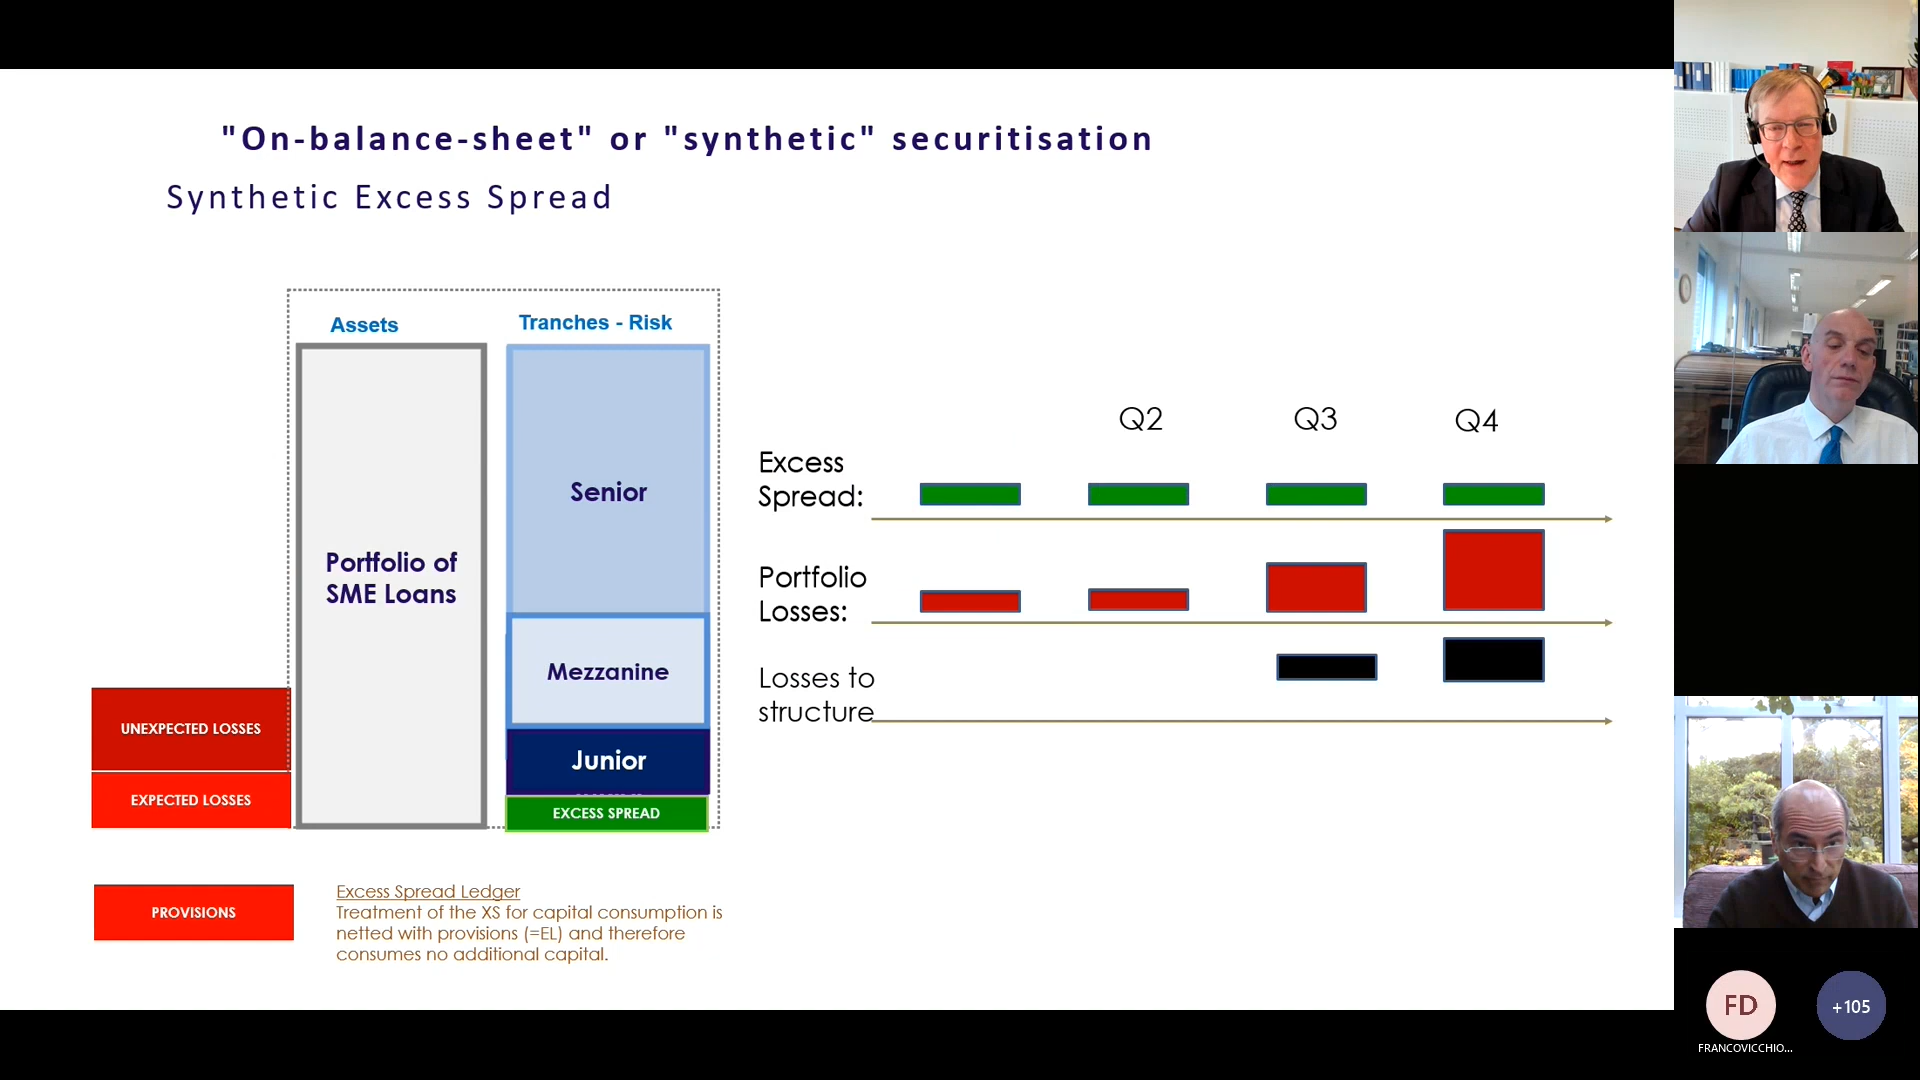 "On-balance-sheet" or "synthetic" securitisation
Synthetic Excess Spread
Assets
Tranches - Risk
Portfolio of
SME Loans
Senior
Mezzanine
Junior
EXCESS SPREAD
UNEXPECTED LOSSES
EXPECTED LOSSES
PROVISIONS
Excess Spread Ledger
Treatment of the XS for capital consumption is
netted with provisions (=EL) and therefore
consumes no additional capital.
Q2
Q3
Q4
Excess
Spread:
Portfolio
Losses:
Losses to
structure
FD
FRANCOVICCHIO...
+105